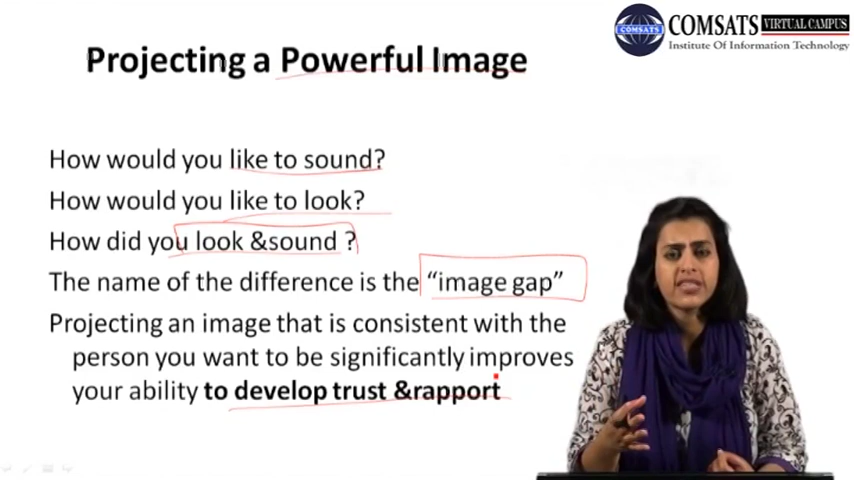 COMSATS VIRTUAL CAMPUS
COMSATS
Institute Of Information Technology
Projecting a Powerful Image
How would you like to sound?
How would you like to look?
How did you look &sound ?
The name of the difference is the “image gap”
Projecting an image that is consistent with the
person you want to be significantly improves
your ability to develop trust &rapport